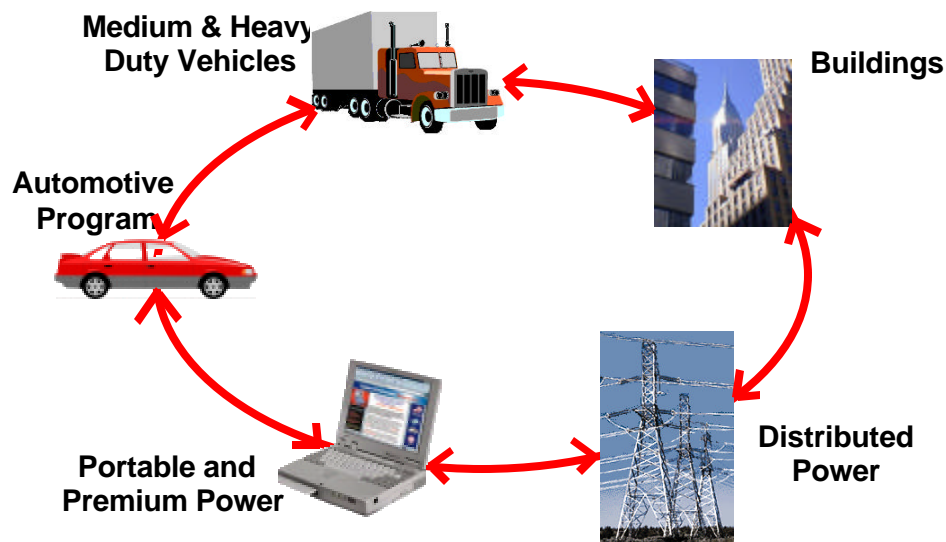 Medium & Heavy
Duty Vehicles
Buildings
Automotive
Program
Portable and
Premium Power
Distributed
Power